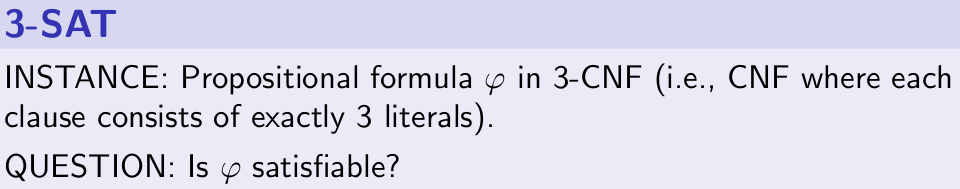 3-SAT
INSTANCE: Propositional formula φ in 3-CNF (i.e., CNF where each
clause consists of exactly 3 literals).
QUESTION: Is φ satisfiable?